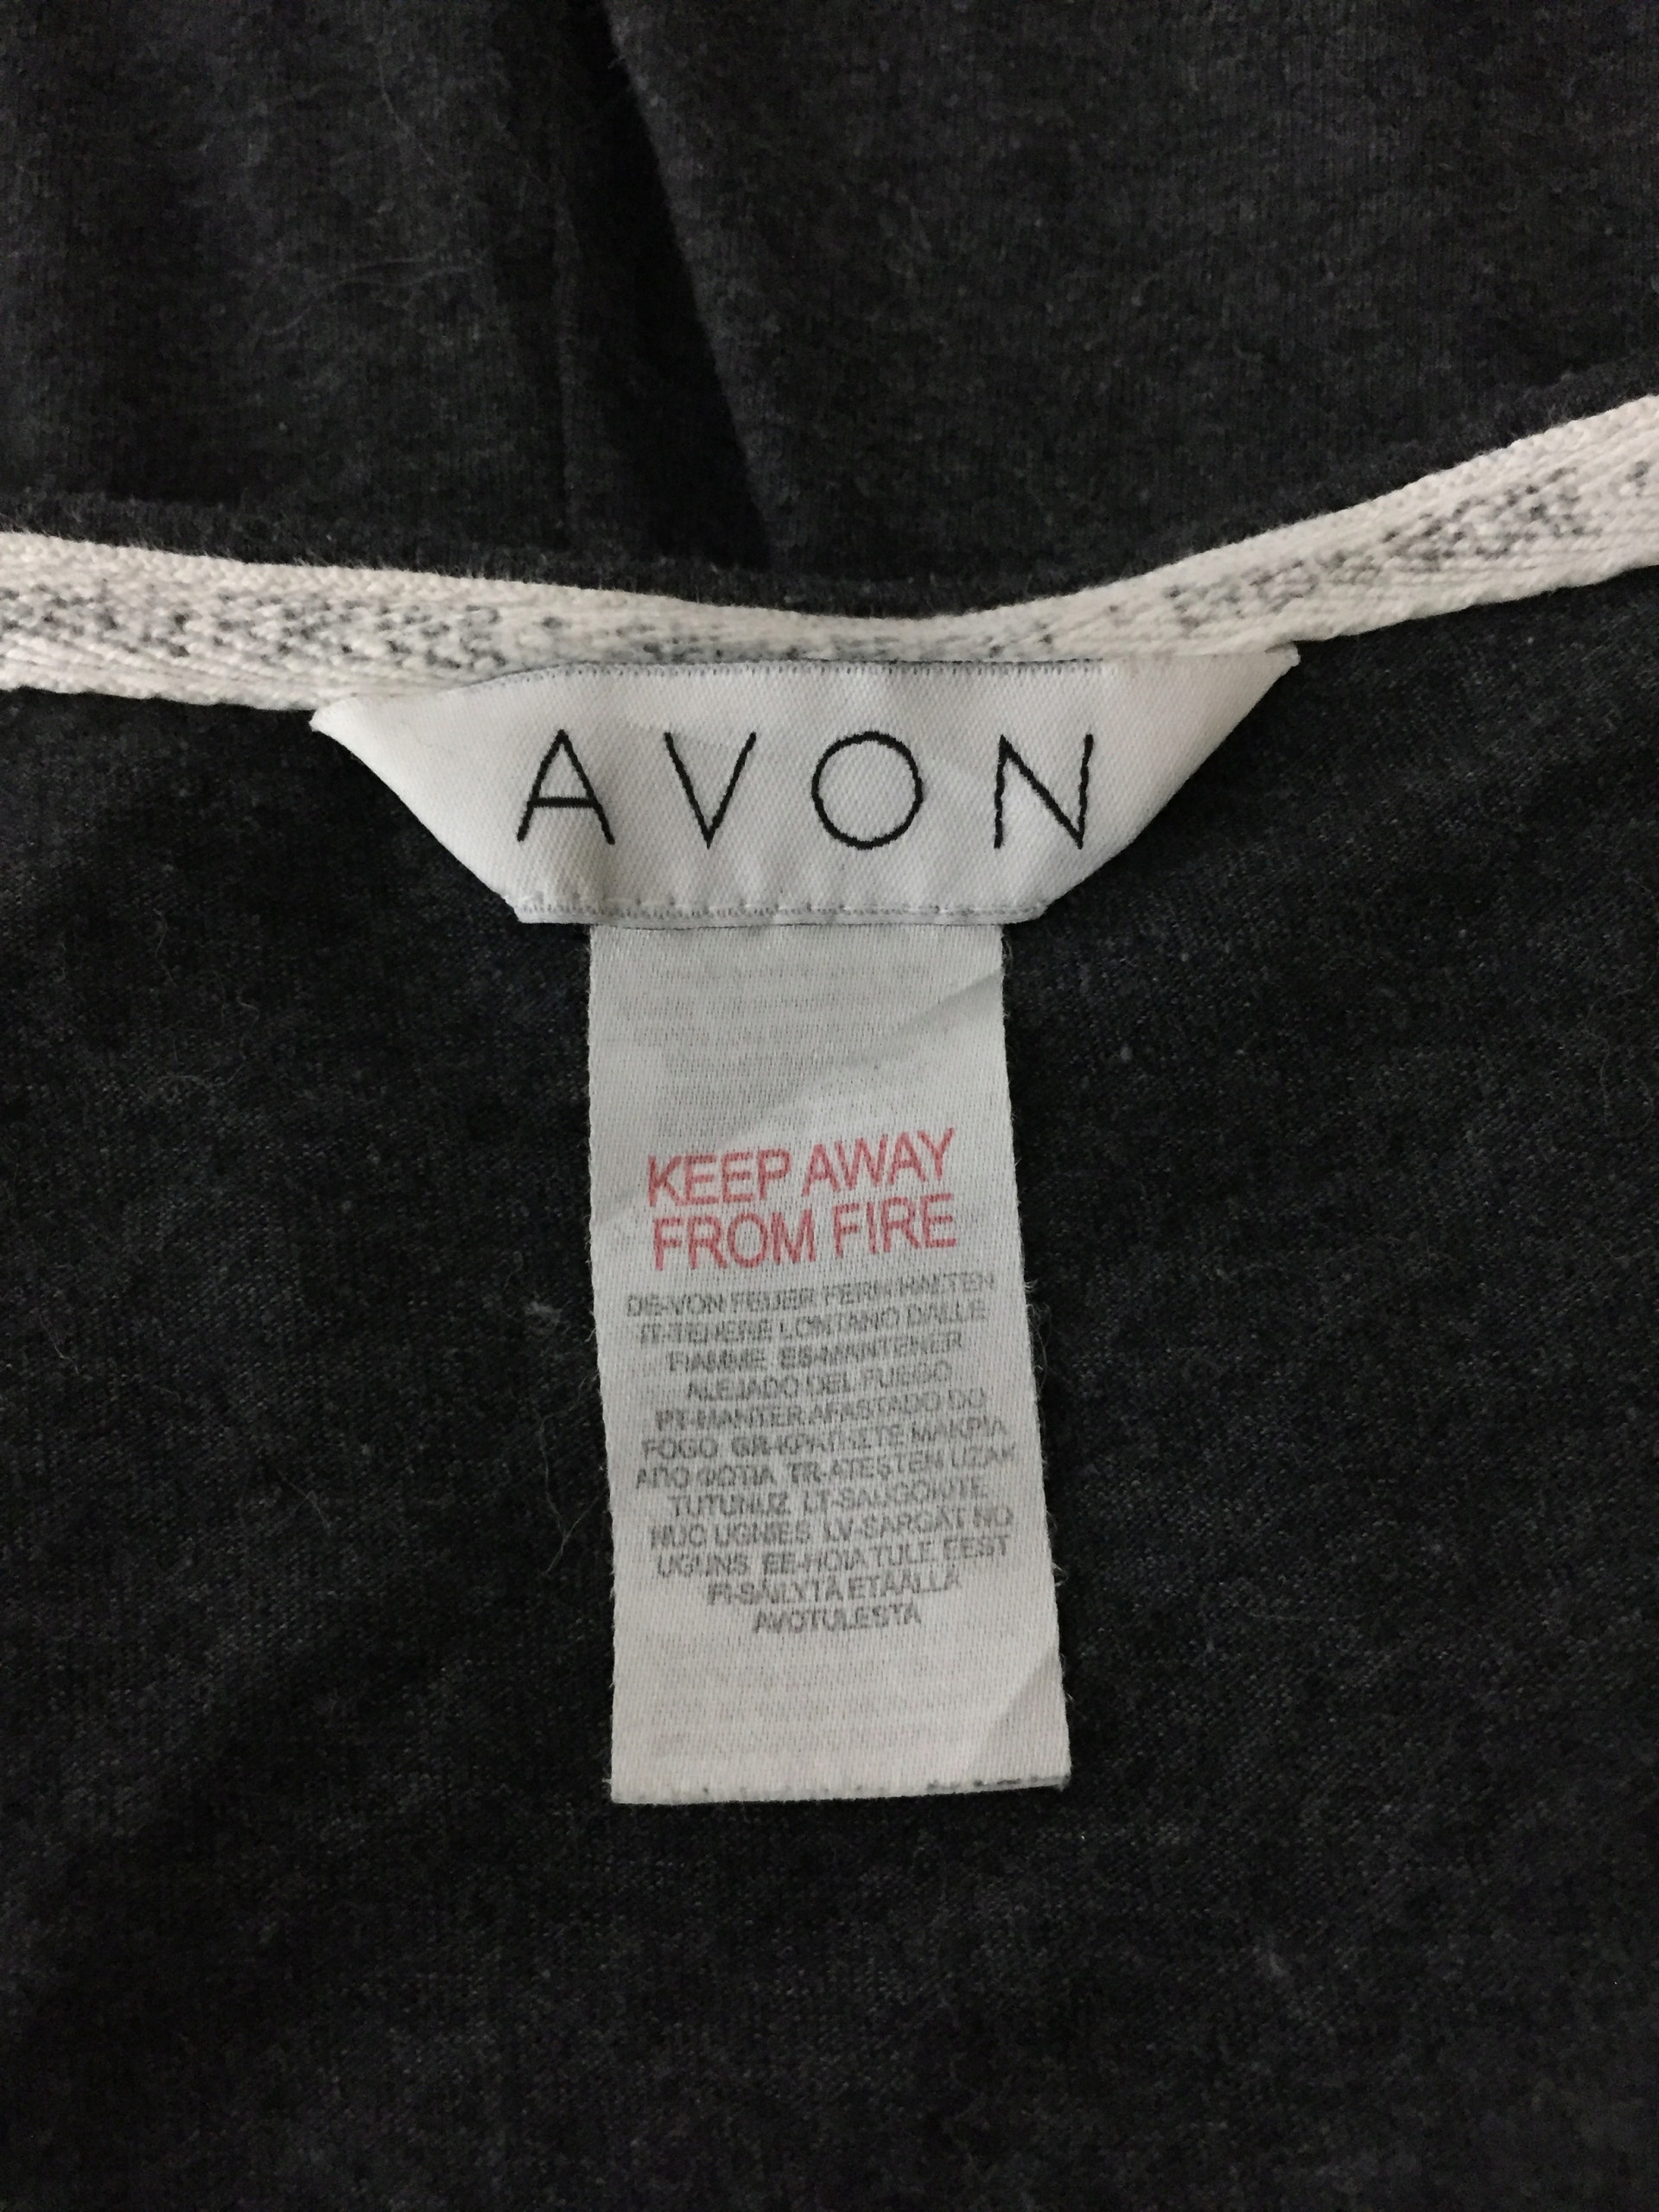 AVON
KEEP AWAY
FROM FIRE
DE-VON FEUER FERN HALTEN
IT-TENERE LONTANO DALLE
FIAMME ES-MANTENER
ALEJADO DEL FUEGO
PT-MANTER AFASTADO DO
FOGO GR-ΚΡΑΤΗΣΤΕ ΜΑΚΡΙΑ
ΑΠΟ ΦΩΤΙΑ TR-ATEŞTEN UZAK
TUTUNUZ LT-SAUGOKITE
NUO UGNIES LV-SARGĀT NO
UGUNS EE-HOIA TULE EEST
FI-SÄILYTÄ ETÄÄLLÄ
AVOTULESTA